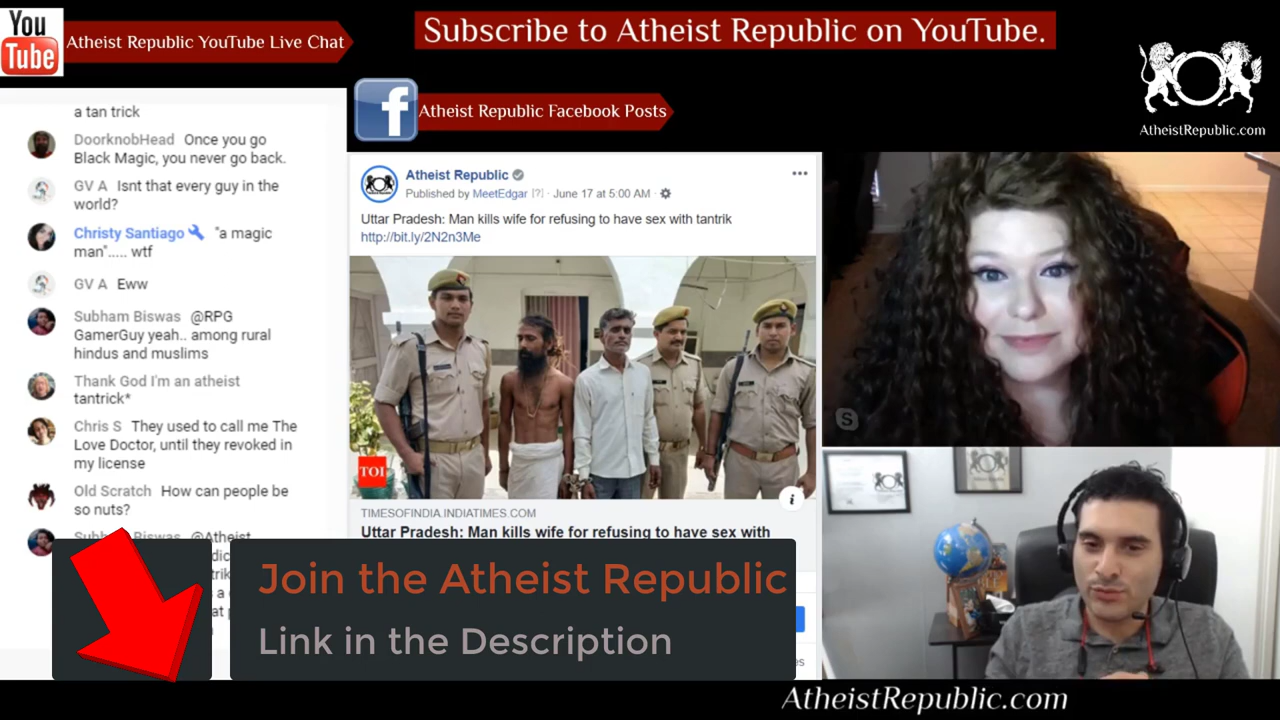 You
Tube
Atheist Republic YouTube Live Chat
Subscribe to Atheist Republic on YouTube.
AtheistRepublic.com
f
Atheist Republic Facebook Posts
a tan trick
DoorknobHead Once you go
Black Magic, you never go back.
GV A Isnt that every guy in the
world?
Christy Santiago "a magic
man"..... wtf
GV A Eww
Subham Biswas @RPG
GamerGuy yeah.. among rural
hindus and muslims
Thank God I'm an atheist
tantrick*
Chris S They used to call me The
Love Doctor, until they revoked in
my license
Old Scratch How can people be
so nuts?
Subham Biswas @Atheist
Atheist Republic
Published by MeetEdgar [?] · June 17 at 5:00 AM ·
Uttar Pradesh: Man kills wife for refusing to have sex with tantrik
http://bit.ly/2N2n3Me
TOI
i
TIMESOFINDIA.INDIATIMES.COM
Uttar Pradesh: Man kills wife for refusing to have sex with
S
Join the Atheist Republic
Link in the Description
AtheistRepublic.com